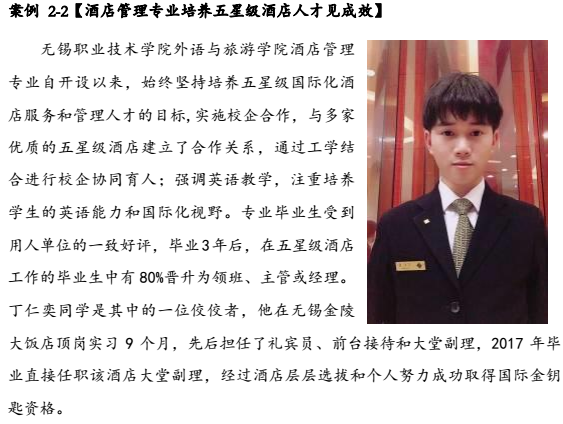 案例 2-2【酒店管理专业培养五星级酒店人才见成效】
无锡职业技术学院外语与旅游学院酒店管理
专业自开设以来，始终坚持培养五星级国际化酒
店服务和管理人才的目标,实施校企合作，与多家
优质的五星级酒店建立了合作关系，通过工学结
合进行校企协同育人；强调英语教学，注重培养
学生的英语能力和国际化视野。专业毕业生受到
用人单位的一致好评，毕业3年后，在五星级酒店
工作的毕业生中有80%晋升为领班、主管或经理。
丁仁奕同学是其中的一位佼佼者，他在无锡金陵
大饭店顶岗实习 9 个月，先后担任了礼宾员、前台接待和大堂副理，2017 年毕
业直接任职该酒店大堂副理，经过酒店层层选拔和个人努力成功取得国际金钥
匙资格。